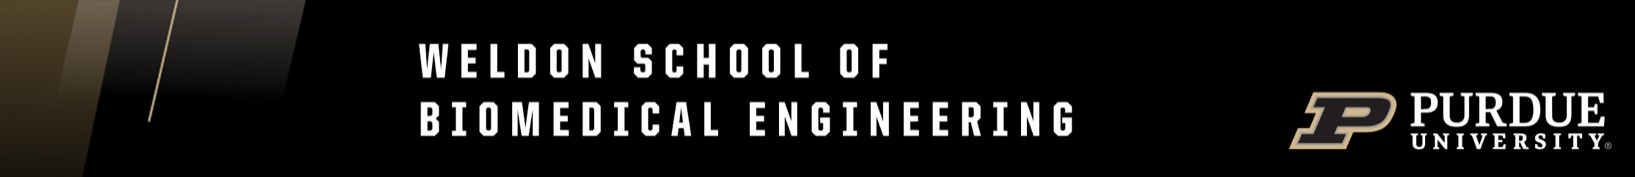 WELDON SCHOOL OF
BIOMEDICAL ENGINEERING
P PURDUE
UNIVERSITY®